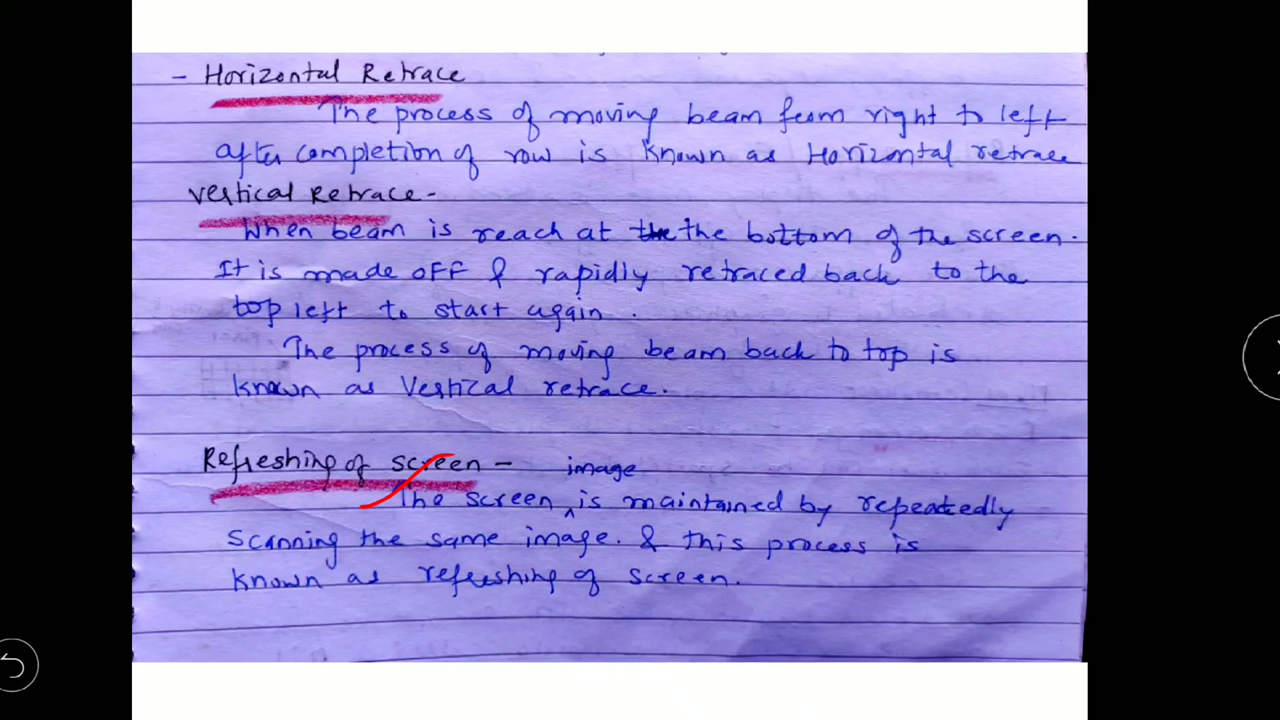 - Horizontal Retrace
The process of moving beam from right to left
after completion of row is known as Horizontal retrace
Vertical Retrace -
When beam is reach at the bottom of the screen.
It is made OFF & rapidly retraced back to the
top left to start again.
The process of moving beam back to top is
known as Vertical retrace.
Refreshing of screen -
The screen image is maintained by repeatedly
Scanning the same image. & this process is
known as refreshing of screen.